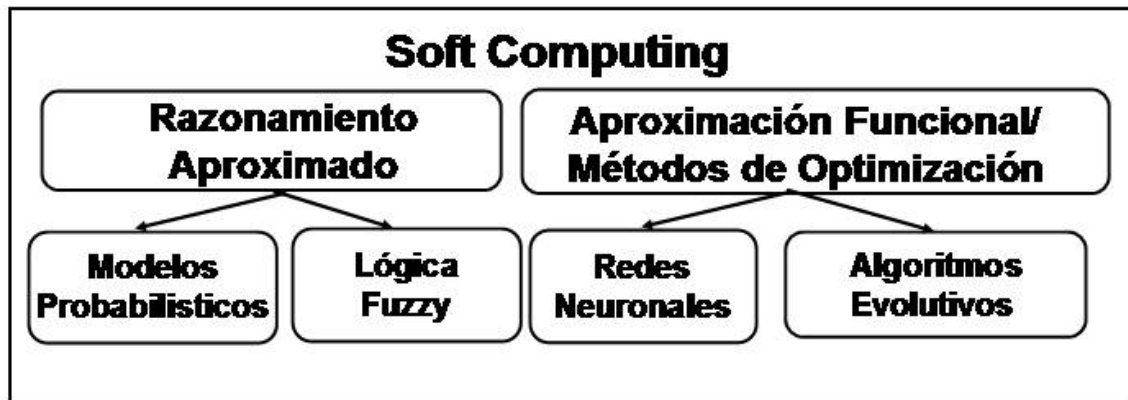 Soft Computing
Razonamiento
Aproximado
Aproximación Funcional/
Métodos de Optimización
Modelos
Probabilisticos
Lógica
Fuzzy
Redes
Neuronales
Algoritmos
Evolutivos